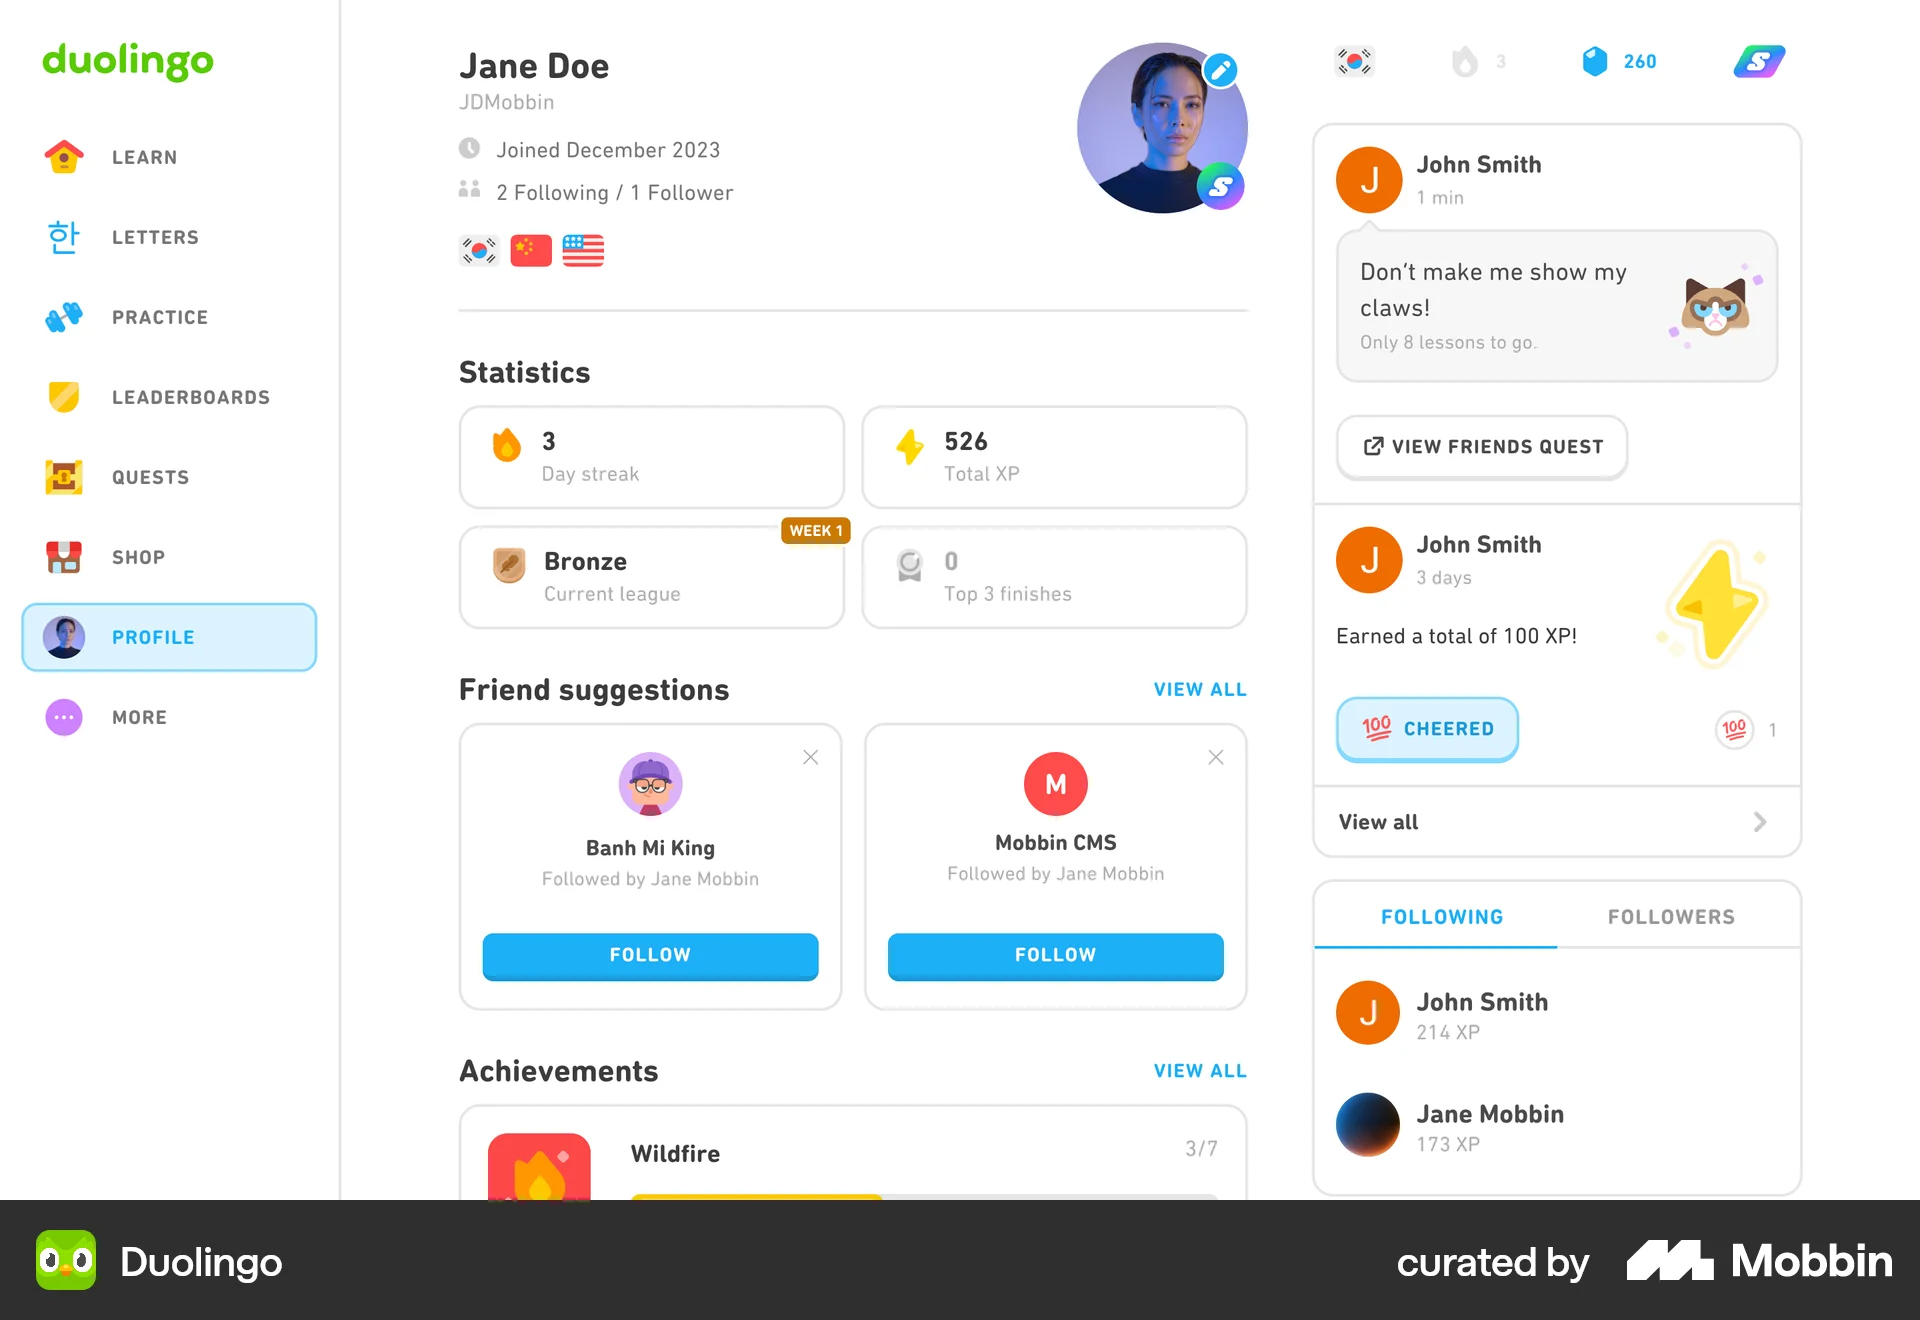 duolingo
LEARN
한
LETTERS
PRACTICE
LEADERBOARDS
QUESTS
SHOP
PROFILE
MORE
Jane Doe
JDMobbin
Joined December 2023
2 Following / 1 Follower
Statistics
3
Day streak
526
Total XP
WEEK 1
Bronze
Current league
0
Top 3 finishes
Friend suggestions
VIEW ALL
Banh Mi King
Followed by Jane Mobbin
FOLLOW
M
Mobbin CMS
Followed by Jane Mobbin
FOLLOW
Achievements
VIEW ALL
Wildfire
3/7
3
260
S
S
J
John Smith
1 min
Don't make me show my
claws!
Only 8 lessons to go.
VIEW FRIENDS QUEST
J
John Smith
3 days
Earned a total of 100 XP!
100 CHEERED
100 1
View all
FOLLOWING
FOLLOWERS
J
John Smith
214 XP
Jane Mobbin
173 XP
Duolingo
curated by
Mobbin